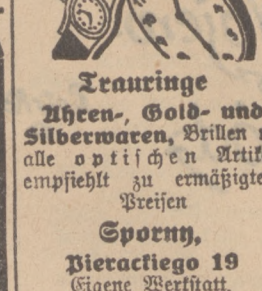 Trauringe
Uhren-, Gold- und
Silberwaren, Brillen
alle optischen Artik
empfiehlt zu ermäßigte
Preisen
Sporny,
Pierackiego 19
Eigene Werkstatt